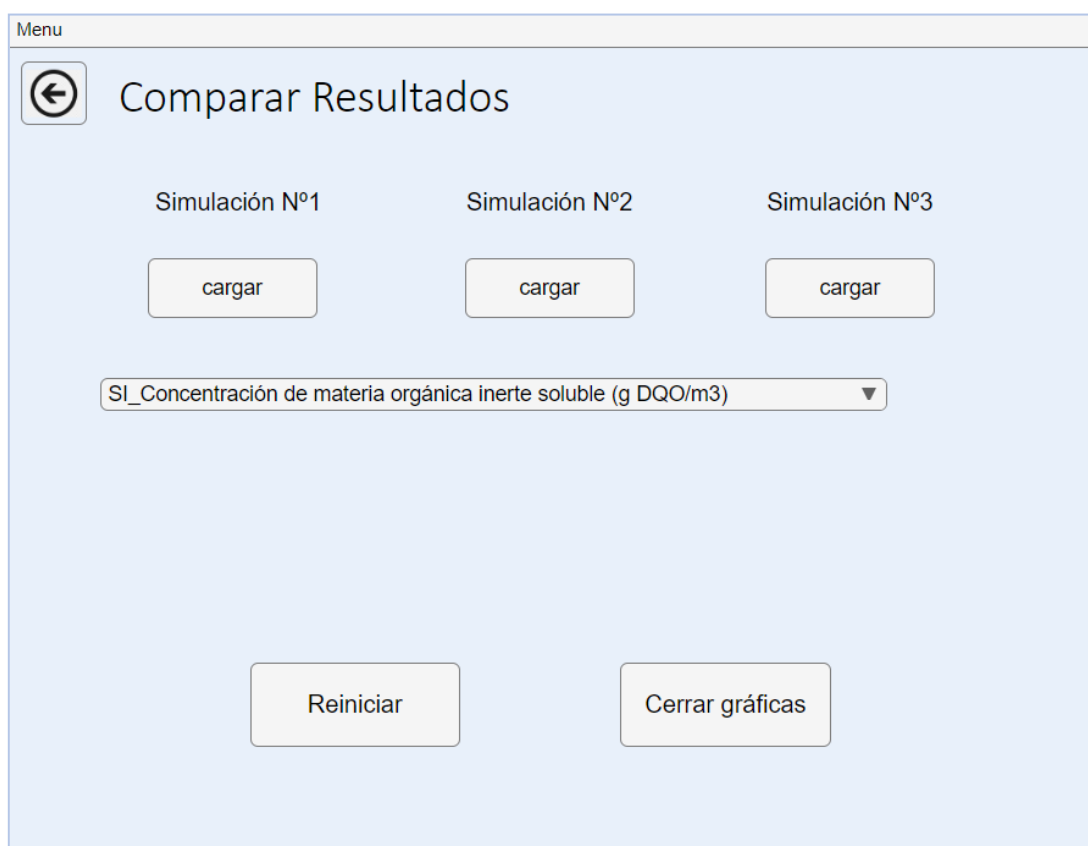 Menu
Comparar Resultados
Simulación Nº1 Simulación Nº2 Simulación Nº3
cargar cargar cargar
SI_Concentración de materia orgánica inerte soluble (g DQO/m3)
Reiniciar Cerrar gráficas